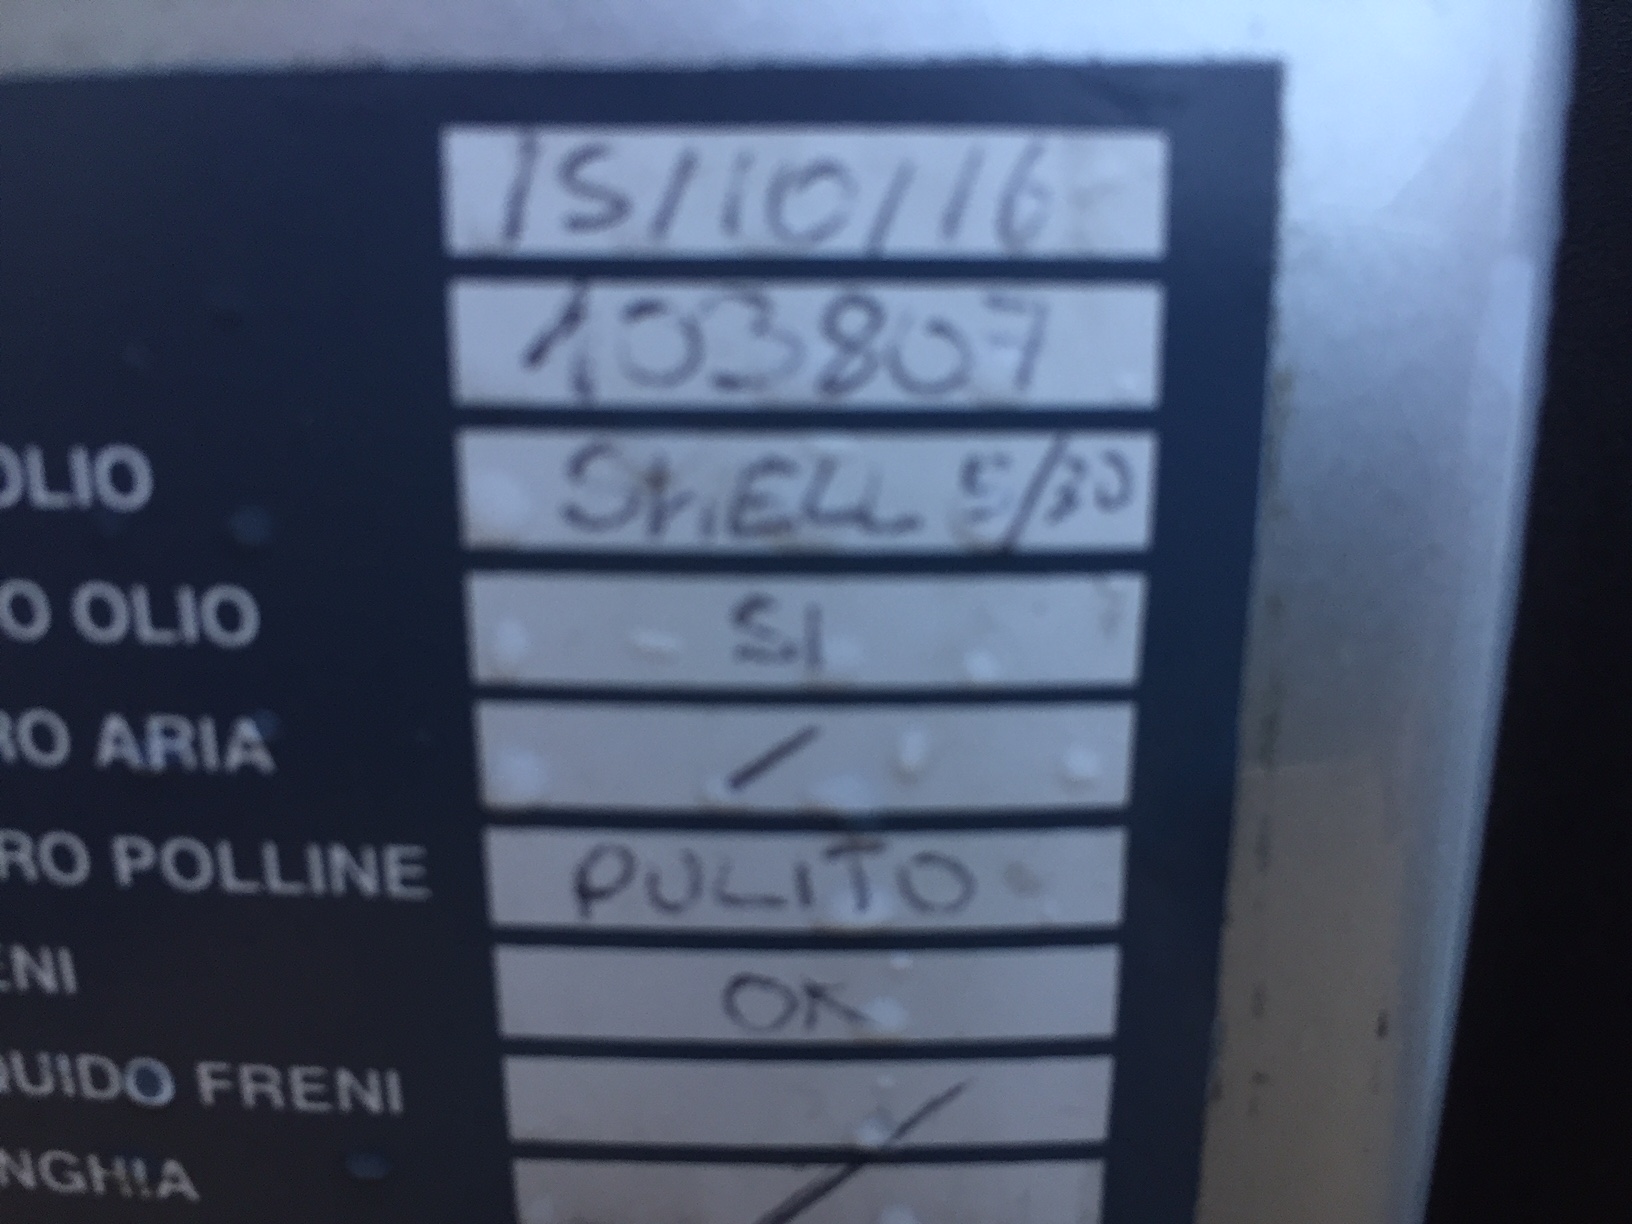 15/10/16
103807
OLIO SHELL 5/30
O OLIO SI
RO ARIA /
RO POLLINE PULITO
ENI OK
QUIDO FRENI /
NGHIA